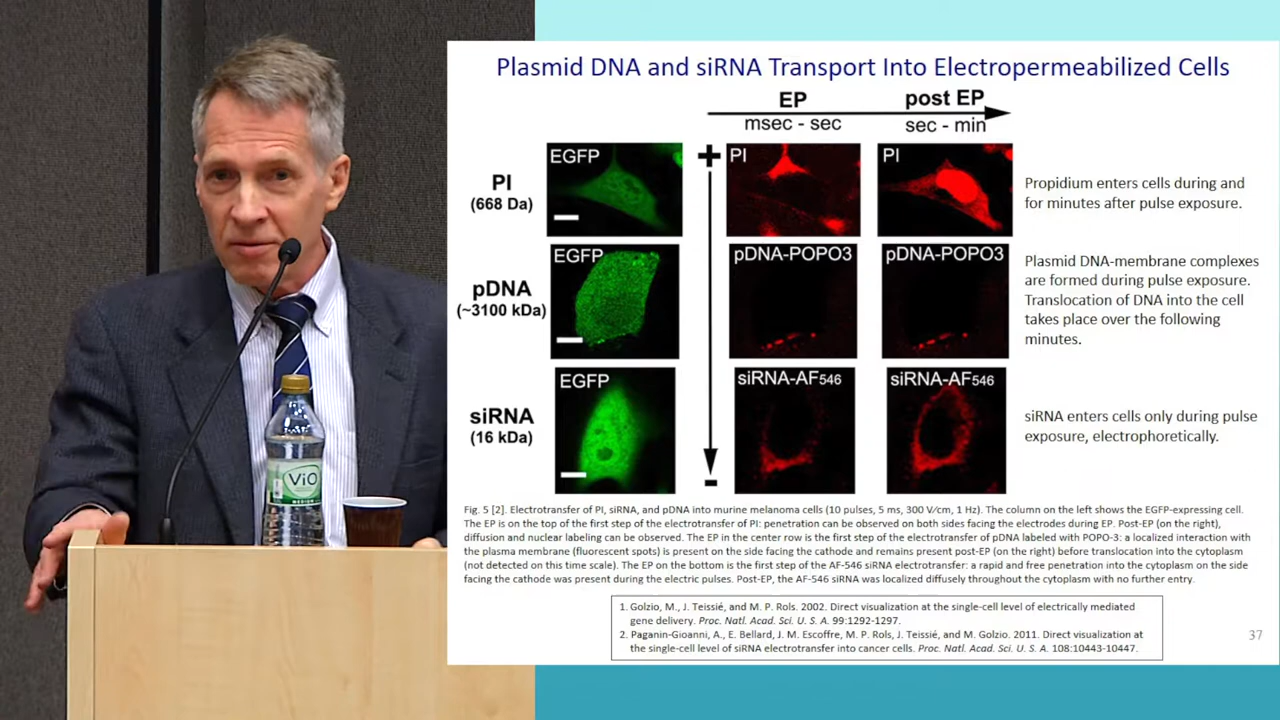 Plasmid DNA and siRNA Transport Into Electropermeabilized Cells
EP
post EP
msec - sec
sec - min
PI
(668 Da)
EGFP
+
PI
PI
Propidium enters cells during and
for minutes after pulse exposure.
pDNA
(~3100 kDa)
EGFP
pDNA-POPO3
pDNA-POPO3
Plasmid DNA-membrane complexes
are formed during pulse exposure.
Translocation of DNA into the cell
takes place over the following
minutes.
siRNA
(16 kDa)
EGFP
siRNA-AF546
siRNA-AF546
siRNA enters cells only during pulse
exposure, electrophoretically.
-
Fig. 5 [2]. Electrotransfer of PI, siRNA, and pDNA into murine melanoma cells (10 pulses, 5 ms, 300 V/cm, 1 Hz). The column on the left shows the EGFP-expressing cell.
The EP is on the top of the first step of the electrotransfer of PI: penetration can be observed on both sides facing the electrodes during EP. Post-EP (on the right),
diffusion and nuclear labeling can be observed. The EP in the center row is the first step of the electrotransfer of pDNA labeled with POPO-3: a localized interaction with
the plasma membrane (fluorescent spots) is present on the side facing the cathode and remains present post-EP (on the right) before translocation into the cytoplasm
(not detected on this time scale). The EP on the bottom is the first step of the AF-546 siRNA electrotransfer: a rapid and free penetration into the cytoplasm on the side
facing the cathode was present during the electric pulses. Post-EP, the AF-546 siRNA was localized diffusely throughout the cytoplasm with no further entry.
1. Golzio, M., J. Teissié, and M. P. Rols. 2002. Direct visualization at the single-cell level of electrically mediated
gene delivery. Proc. Natl. Acad. Sci. U. S. A. 99:1292-1297.
2. Paganin-Gioanni, A., E. Bellard, J. M. Escoffre, M. P. Rols, J. Teissié, and M. Golzio. 2011. Direct visualization at
the single-cell level of siRNA electrotransfer into cancer cells. Proc. Natl. Acad. Sci. U. S. A. 108:10443-10447.
37
ViO
MEDIUM